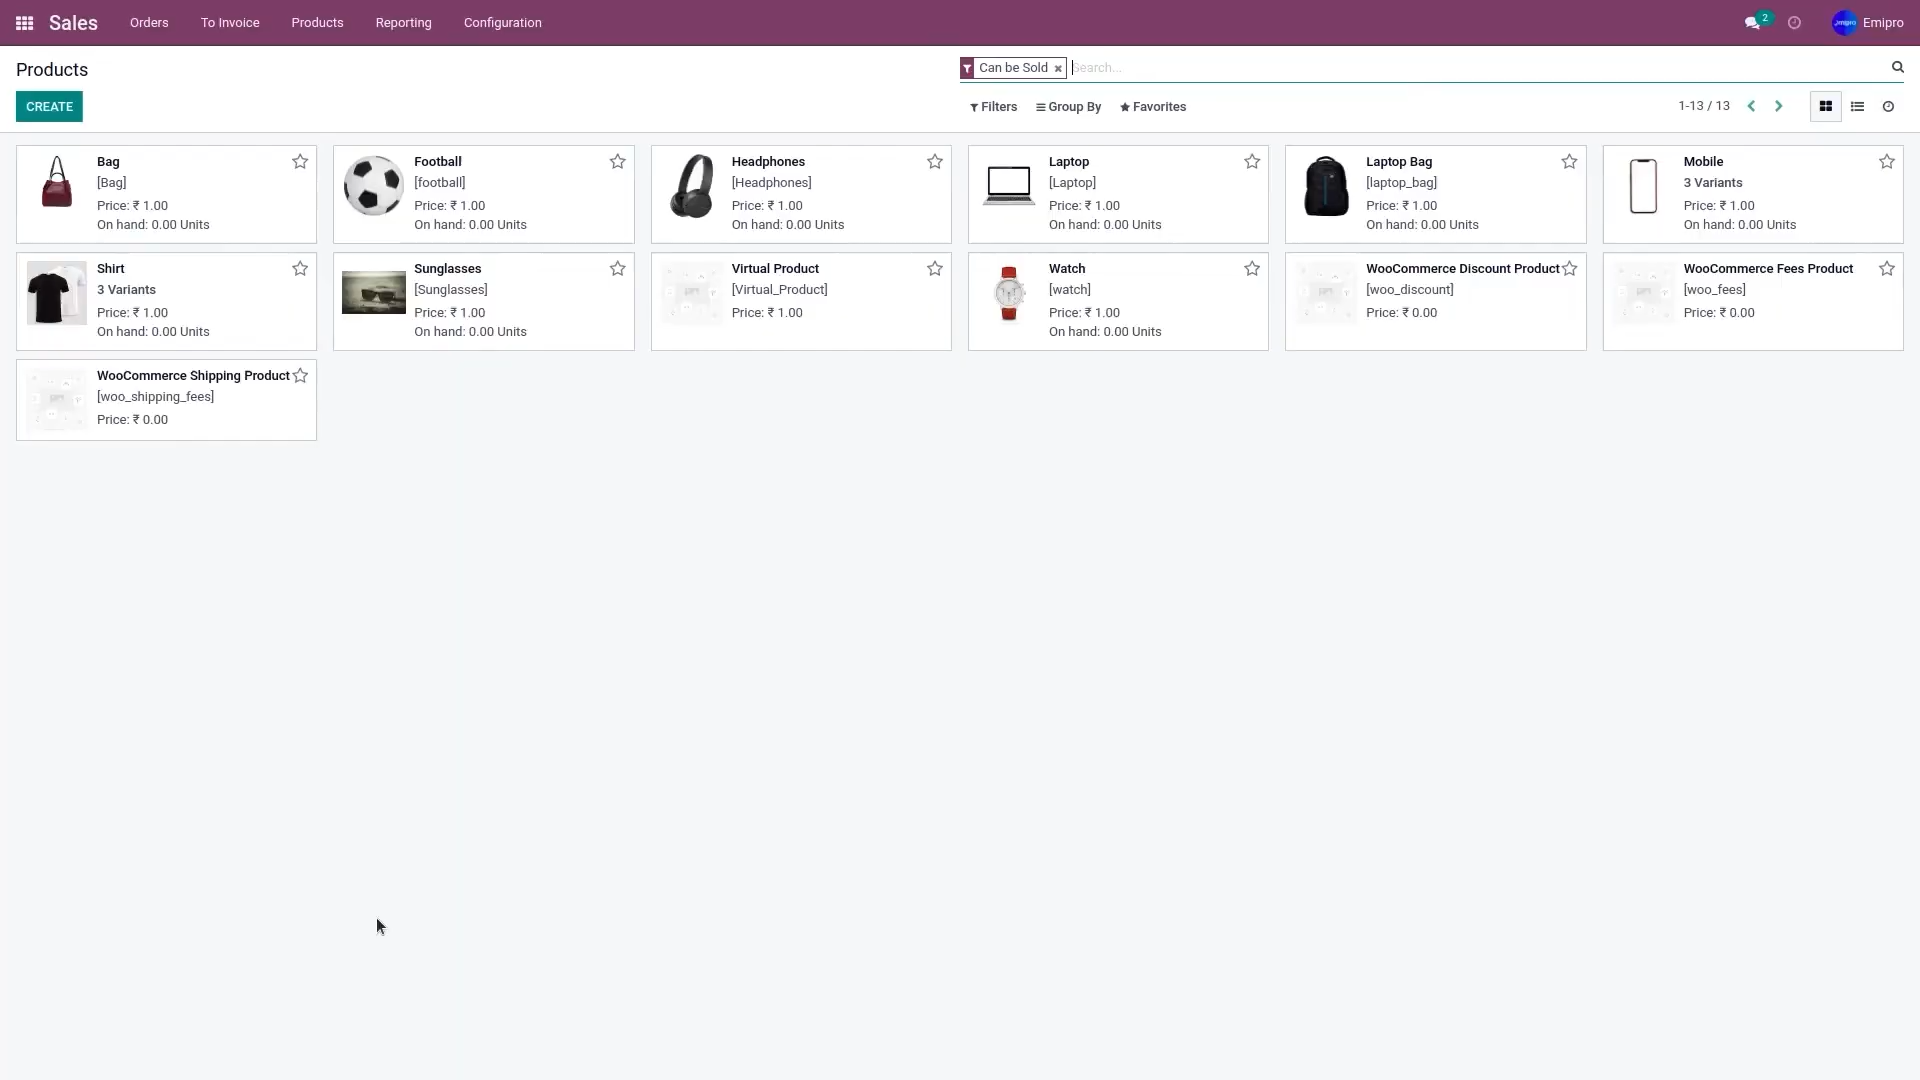 Sales
Orders
To Invoice
Products
Reporting
Configuration
2
Emipro
Products
Can be Sold
Search...
CREATE
Filters
Group By
Favorites
1-13 / 13
Bag
[Bag]
Price: ₹ 1.00
On hand: 0.00 Units
Football
[football]
Price: ₹ 1.00
On hand: 0.00 Units
Headphones
[Headphones]
Price: ₹ 1.00
On hand: 0.00 Units
Laptop
[Laptop]
Price: ₹ 1.00
On hand: 0.00 Units
Laptop Bag
[laptop_bag]
Price: ₹ 1.00
On hand: 0.00 Units
Mobile
3 Variants
Price: ₹ 1.00
On hand: 0.00 Units
Shirt
3 Variants
Price: ₹ 1.00
On hand: 0.00 Units
Sunglasses
[Sunglasses]
Price: ₹ 1.00
On hand: 0.00 Units
Virtual Product
[Virtual_Product]
Price: ₹ 1.00
Watch
[watch]
Price: ₹ 1.00
On hand: 0.00 Units
WooCommerce Discount Product
[woo_discount]
Price: ₹ 0.00
WooCommerce Fees Product
[woo_fees]
Price: ₹ 0.00
WooCommerce Shipping Product
[woo_shipping_fees]
Price: ₹ 0.00